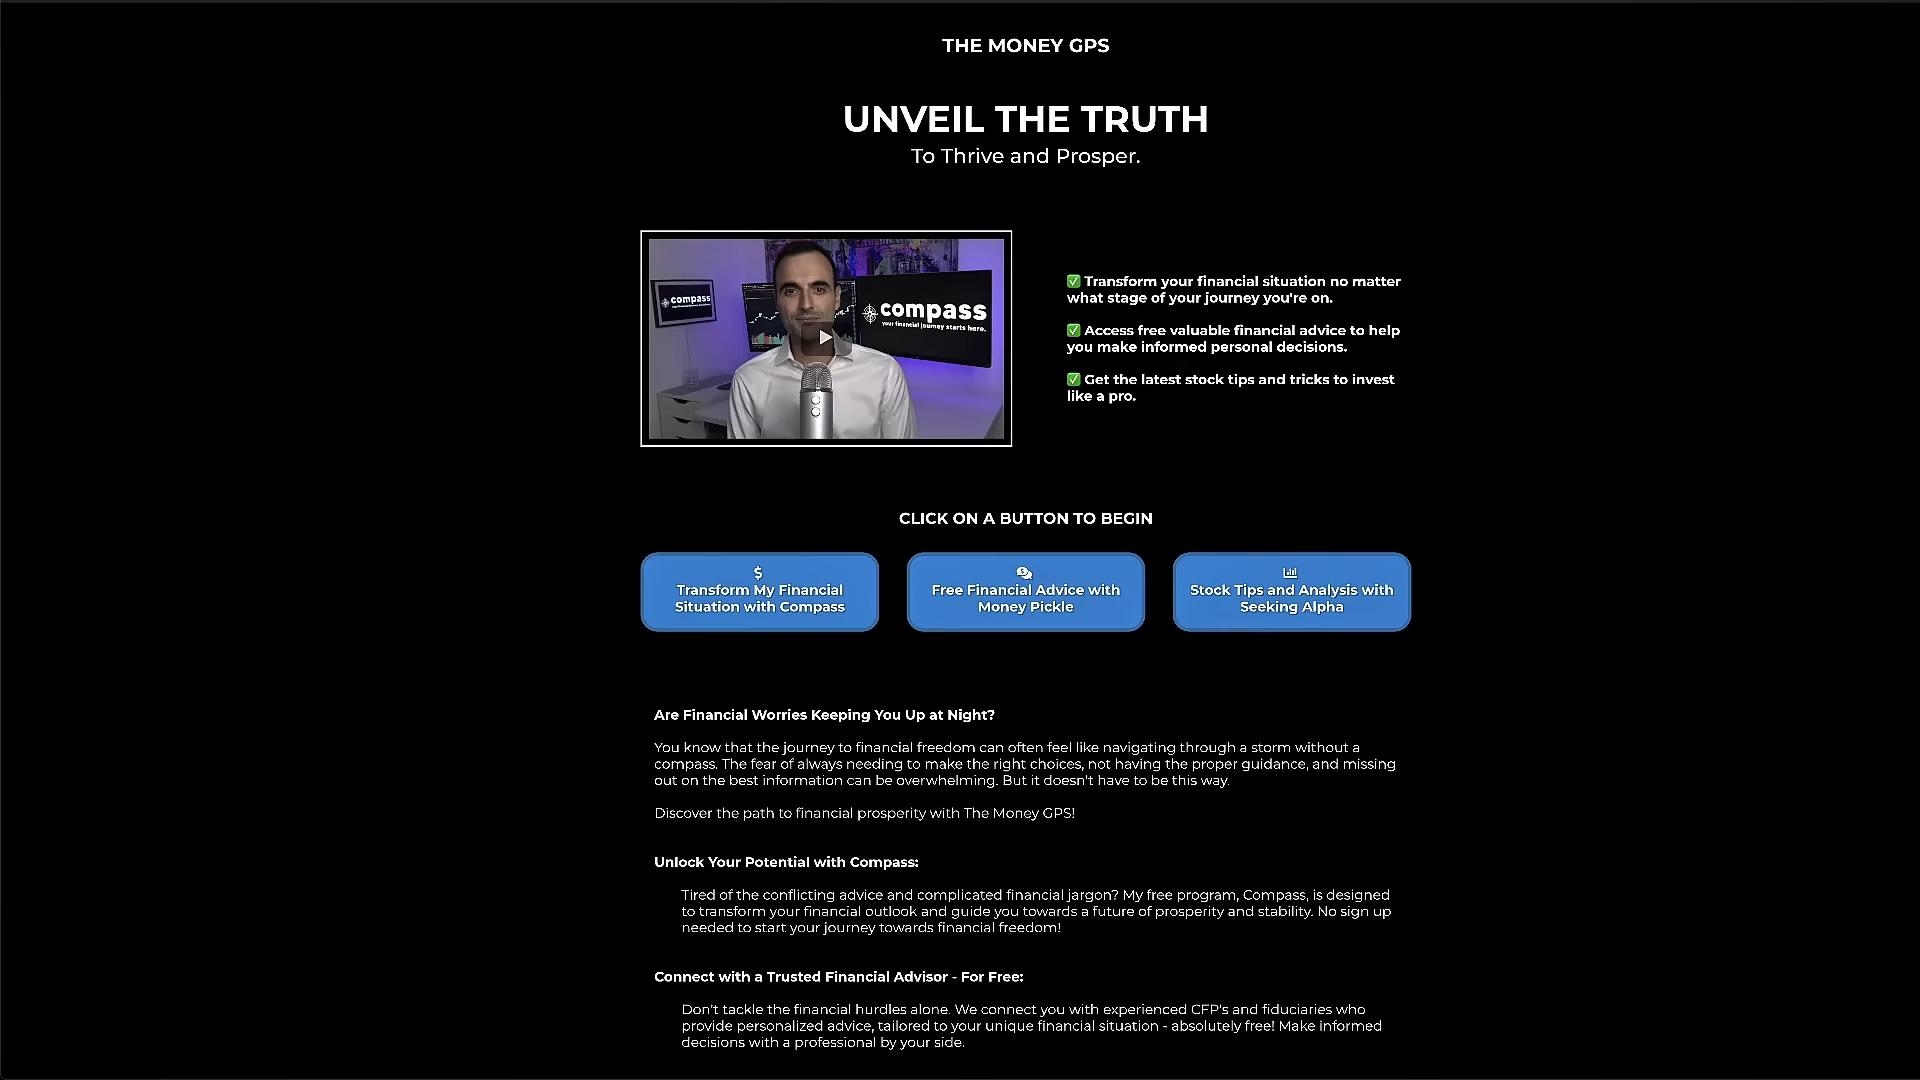 THE MONEY GPS
UNVEIL THE TRUTH
To Thrive and Prosper.
compass
compass
your financial journey starts here.
✅ Transform your financial situation no matter
what stage of your journey you're on.
✅ Access free valuable financial advice to help
you make informed personal decisions.
✅ Get the latest stock tips and tricks to invest
like a pro.
CLICK ON A BUTTON TO BEGIN
Transform My Financial
Situation with Compass
Free Financial Advice with
Money Pickle
Stock Tips and Analysis with
Seeking Alpha
Are Financial Worries Keeping You Up at Night?
You know that the journey to financial freedom can often feel like navigating through a storm without a
compass. The fear of always needing to make the right choices, not having the proper guidance, and missing
out on the best information can be overwhelming. But it doesn't have to be this way.
Discover the path to financial prosperity with The Money GPS!
Unlock Your Potential with Compass:
Tired of the conflicting advice and complicated financial jargon? My free program, Compass, is designed
to transform your financial outlook and guide you towards a future of prosperity and stability. No sign up
needed to start your journey towards financial freedom!
Connect with a Trusted Financial Advisor - For Free:
Don't tackle the financial hurdles alone. We connect you with experienced CFP's and fiduciaries who
provide personalized advice, tailored to your unique financial situation - absolutely free! Make informed
decisions with a professional by your side.